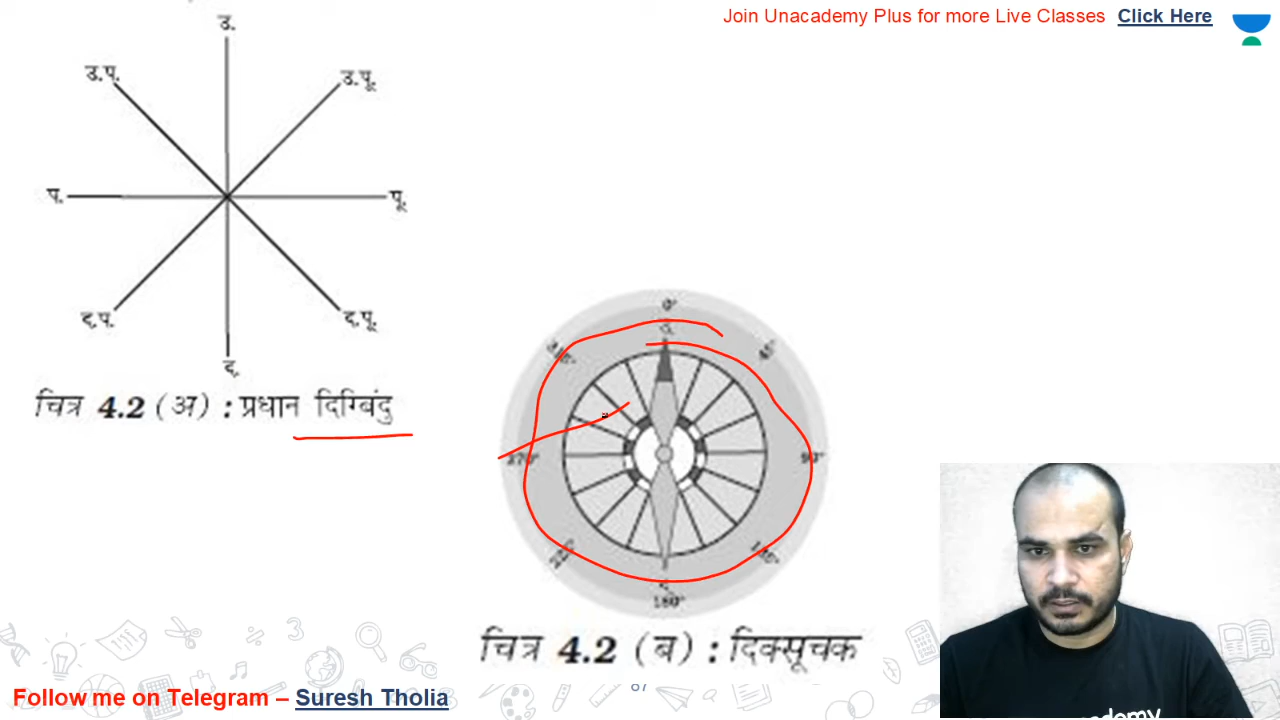 Join Unacademy Plus for more Live Classes Click Here
उ.
उ.प.
उ.पू.
प.
पू.
द.प.
द.पू.
द.
चित्र 4.2 (अ) : प्रधान दिग्बिंदु
0°
45°
270°
180°
चित्र 4.2 (ब) : दिक्सूचक
67
Follow me on Telegram – Suresh Tholia